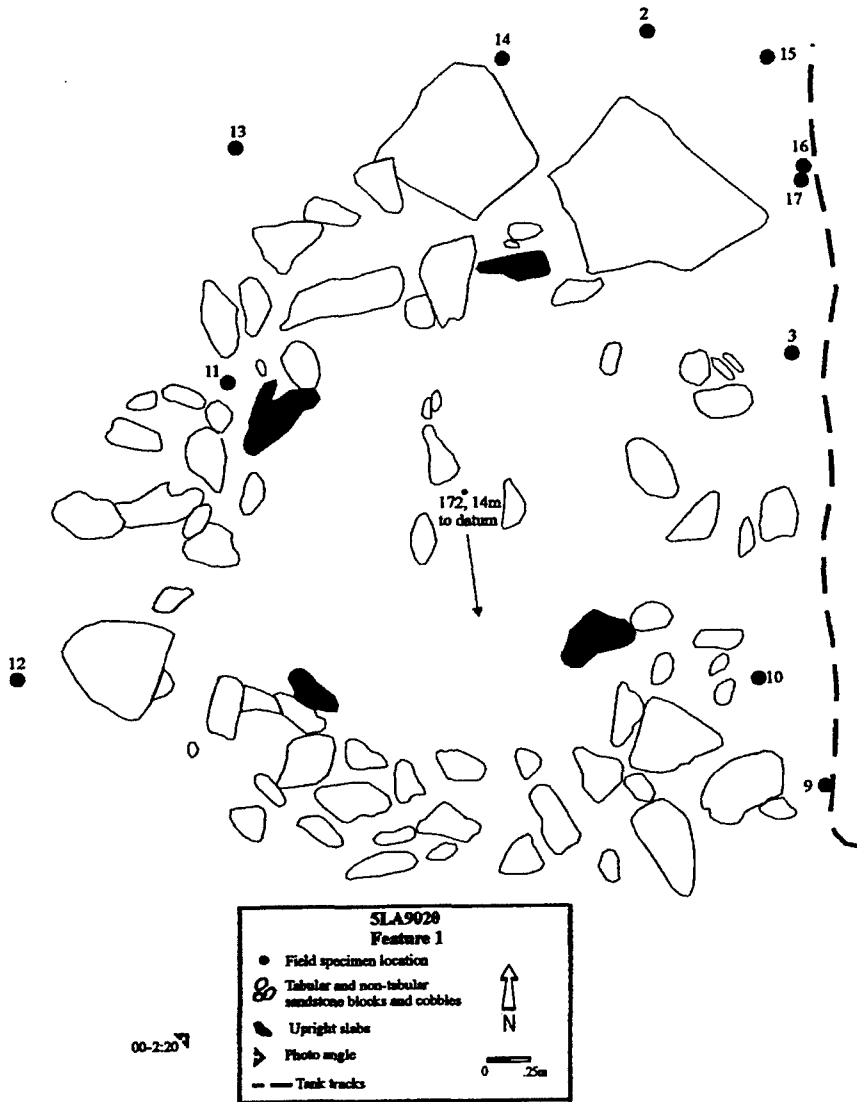 2
14
15
13
16
17
3
11
172, 14m
to datum
12
10
9
5LA9020
Feature 1
Field specimen location
Tabular and non-tabular
sandstone blocks and cobbles
Upright slabs
Photo angle
Tank tracks
N
0 .25m
00-2:20